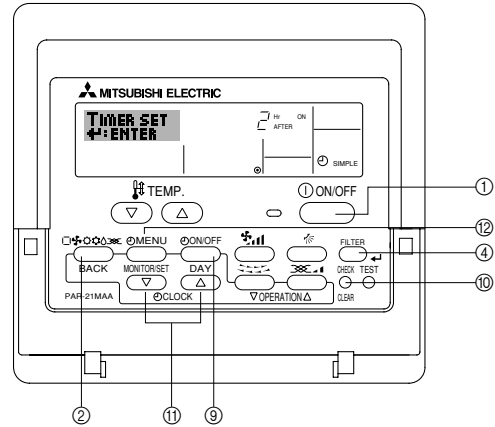 MITSUBISHI ELECTRIC
TIMER SET
↵:ENTER
2 Hr ON
AFTER
SIMPLE
TEMP.
ON/OFF
①
MENU
ON/OFF
⑫
FILTER
④
BACK
MONITOR/SET
DAY
CHECK TEST
⑩
PAR-21MAA
CLOCK
▽OPERATION△
CLEAR
② ⑪ ⑨